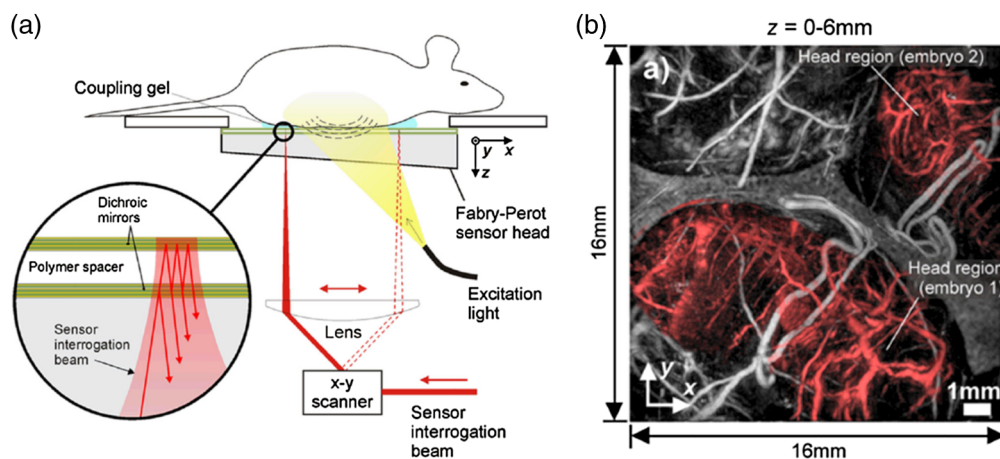 (a)
Coupling gel
y
x
z
Fabry-Perot
sensor head
Dichroic
mirrors
Polymer spacer
Sensor
interrogation
beam
Excitation
light
Lens
x-y
scanner
Sensor
interrogation
beam
(b)
z = 0-6mm
a)
Head region (embryo 2)
16mm
Head region
(embryo 1)
y
x
1mm
16mm